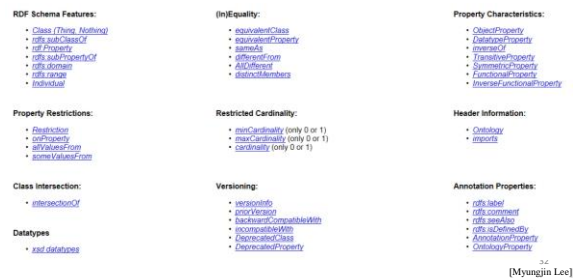 RDF Schema Features:
• Class (Thing, Nothing)
• rdfs:subClassOf
• rdf:Property
• rdfs:subPropertyOf
• rdfs:domain
• rdfs:range
• Individual
(In)Equality:
• equivalentClass
• equivalentProperty
• sameAs
• differentFrom
• AllDifferent
• distinctMembers
Property Characteristics:
• ObjectProperty
• DatatypeProperty
• inverseOf
• TransitiveProperty
• SymmetricProperty
• FunctionalProperty
• InverseFunctionalProperty
Property Restrictions:
• Restriction
• onProperty
• allValuesFrom
• someValuesFrom
Restricted Cardinality:
• minCardinality (only 0 or 1)
• maxCardinality (only 0 or 1)
• cardinality (only 0 or 1)
Header Information:
• Ontology
• imports
Class Intersection:
• intersectionOf
Versioning:
• versionInfo
• priorVersion
• backwardCompatibleWith
• incompatibleWith
• DeprecatedClass
• DeprecatedProperty
Annotation Properties:
• rdfs:label
• rdfs:comment
• rdfs:seeAlso
• rdfs:isDefinedBy
• AnnotationProperty
• OntologyProperty
Datatypes
• xsd datatypes
[Myungjin Lee]